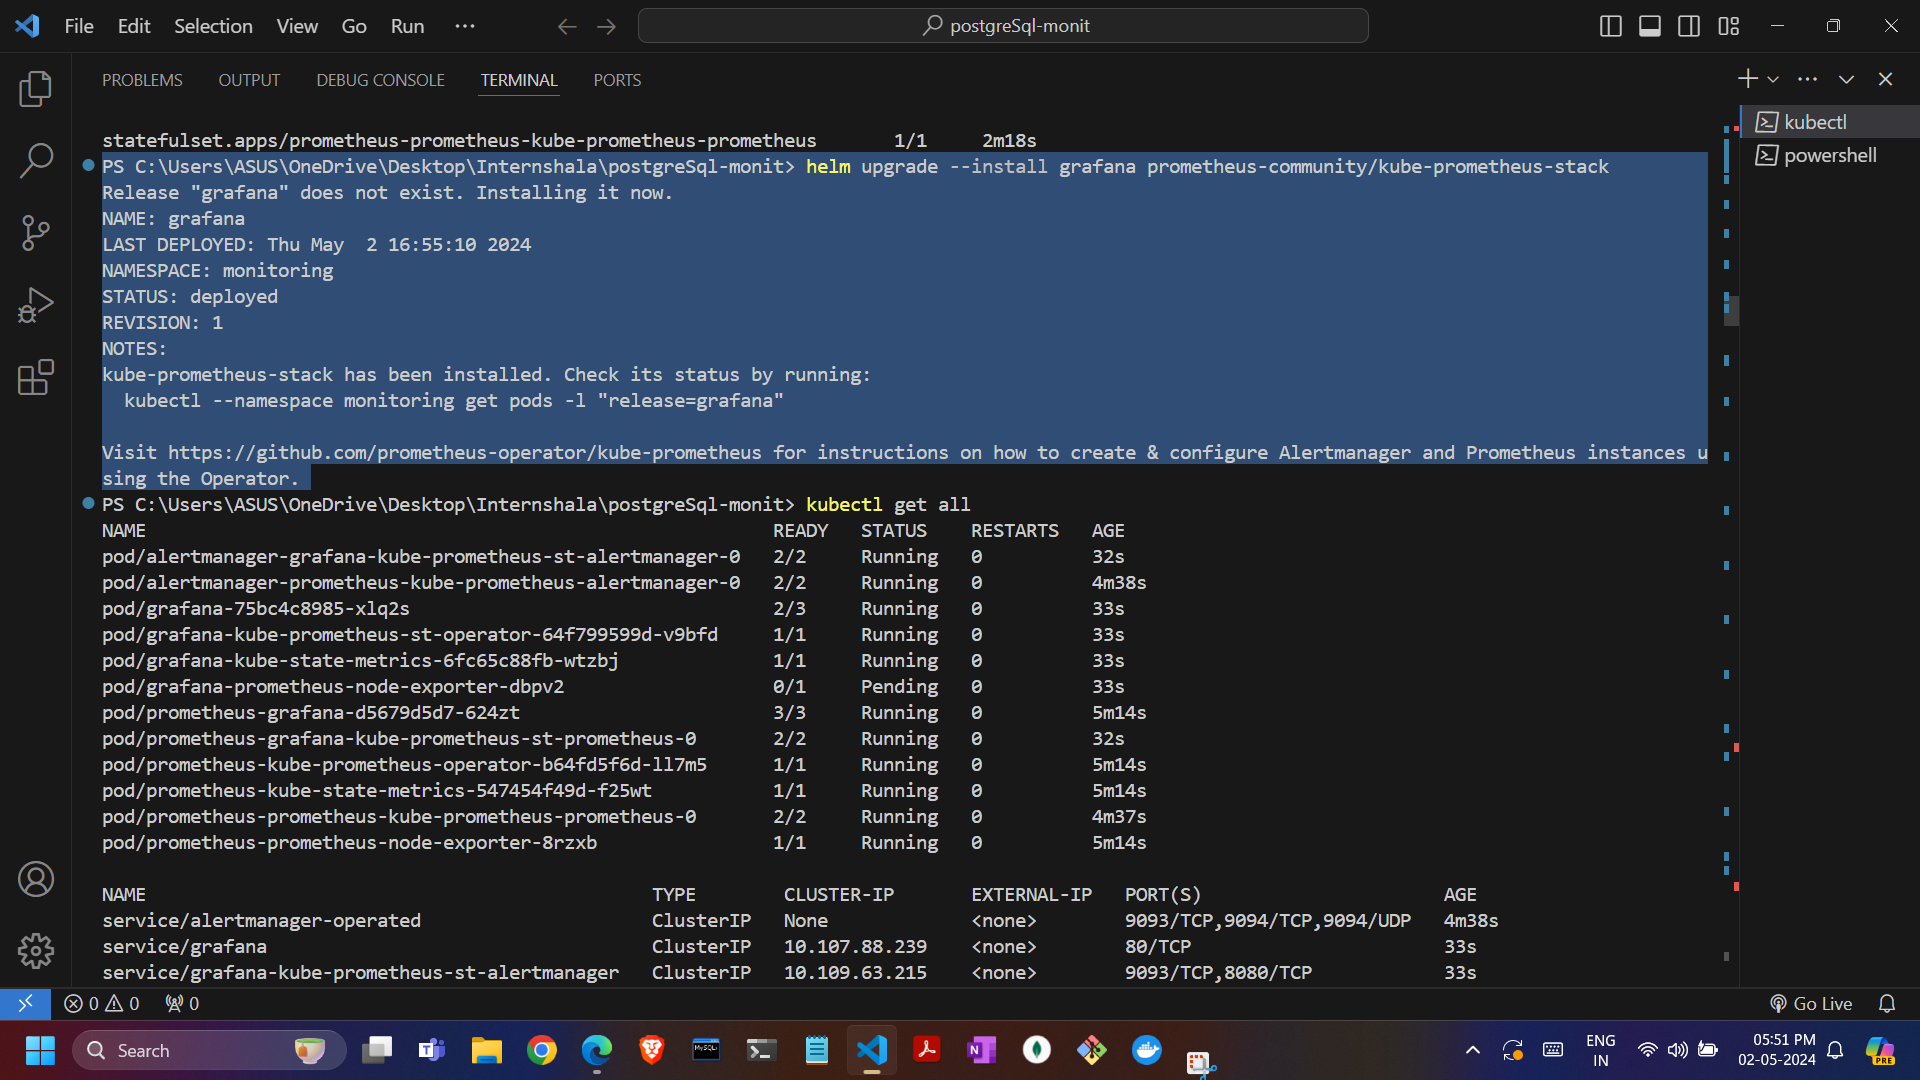 File Edit Selection View Go Run ···
postgreSql-monit
PROBLEMS OUTPUT DEBUG CONSOLE TERMINAL PORTS
kubectl
powershell
statefulset.apps/prometheus-prometheus-kube-prometheus-prometheus 1/1 2m18s
PS C:\Users\ASUS\OneDrive\Desktop\Internshala\postgreSql-monit> helm upgrade --install grafana prometheus-community/kube-prometheus-stack
Release "grafana" does not exist. Installing it now.
NAME: grafana
LAST DEPLOYED: Thu May  2 16:55:10 2024
NAMESPACE: monitoring
STATUS: deployed
REVISION: 1
NOTES:
kube-prometheus-stack has been installed. Check its status by running:
  kubectl --namespace monitoring get pods -l "release=grafana"
Visit https://github.com/prometheus-operator/kube-prometheus for instructions on how to create & configure Alertmanager and Prometheus instances u
sing the Operator.
PS C:\Users\ASUS\OneDrive\Desktop\Internshala\postgreSql-monit> kubectl get all
NAME READY STATUS RESTARTS AGE
pod/alertmanager-grafana-kube-prometheus-st-alertmanager-0 2/2 Running 0 32s
pod/alertmanager-prometheus-kube-prometheus-alertmanager-0 2/2 Running 0 4m38s
pod/grafana-75bc4c8985-xlq2s 2/3 Running 0 33s
pod/grafana-kube-prometheus-st-operator-64f799599d-v9bfd 1/1 Running 0 33s
pod/grafana-kube-state-metrics-6fc65c88fb-wtzbj 1/1 Running 0 33s
pod/grafana-prometheus-node-exporter-dbpv2 0/1 Pending 0 33s
pod/prometheus-grafana-d5679d5d7-624zt 3/3 Running 0 5m14s
pod/prometheus-grafana-kube-prometheus-st-prometheus-0 2/2 Running 0 32s
pod/prometheus-kube-prometheus-operator-b64fd5f6d-ll7m5 1/1 Running 0 5m14s
pod/prometheus-kube-state-metrics-547454f49d-f25wt 1/1 Running 0 5m14s
pod/prometheus-prometheus-kube-prometheus-prometheus-0 2/2 Running 0 4m37s
pod/prometheus-prometheus-node-exporter-8rzxb 1/1 Running 0 5m14s
NAME TYPE CLUSTER-IP EXTERNAL-IP PORT(S) AGE
service/alertmanager-operated ClusterIP None <none> 9093/TCP,9094/TCP,9094/UDP 4m38s
service/grafana ClusterIP 10.107.88.239 <none> 80/TCP 33s
service/grafana-kube-prometheus-st-alertmanager ClusterIP 10.109.63.215 <none> 9093/TCP,8080/TCP 33s
0 0 0 Go Live
Search
MySQL
ENG
IN
05:51 PM
02-05-2024
PRE